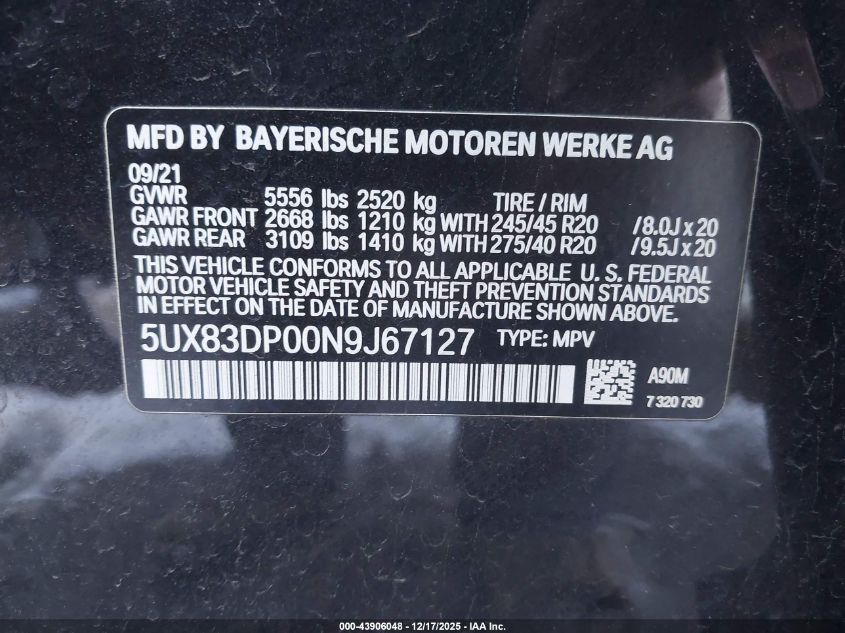 MFD BY BAYERISCHE MOTOREN WERKE AG
09/21
GVWR 5556 lbs 2520 kg TIRE / RIM
GAWR FRONT 2668 lbs 1210 kg WITH 245/45 R20 /8.0J x 20
GAWR REAR 3109 lbs 1410 kg WITH 275/40 R20 /9.5J x 20
THIS VEHICLE CONFORMS TO ALL APPLICABLE U. S. FEDERAL
MOTOR VEHICLE SAFETY AND THEFT PREVENTION STANDARDS
IN EFFECT ON THE DATE OF MANUFACTURE SHOWN ABOVE.
5UX83DP00N9J67127 TYPE: MPV
A90M
7 320 730
000-43906048 - 12/17/2025 - IAA Inc.